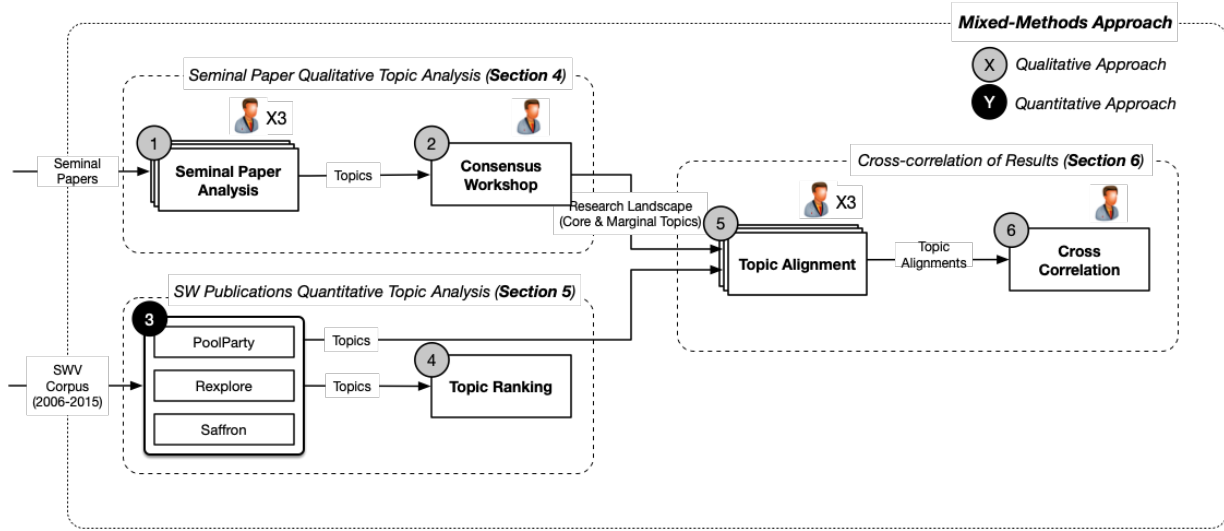 Mixed-Methods Approach
X Qualitative Approach
Y Quantitative Approach
Seminal Paper Qualitative Topic Analysis (Section 4)
X3
1
2
Seminal
Papers
Seminal Paper
Analysis
Topics
Consensus
Workshop
Research Landscape
(Core & Marginal Topics)
Cross-correlation of Results (Section 6)
X3
5
6
Topic Alignment
Topic
Alignments
Cross
Correlation
SW Publications Quantitative Topic Analysis (Section 5)
3
SWV
Corpus
(2006-2015)
PoolParty
Rexplore
Saffron
Topics
Topics
4
Topic Ranking